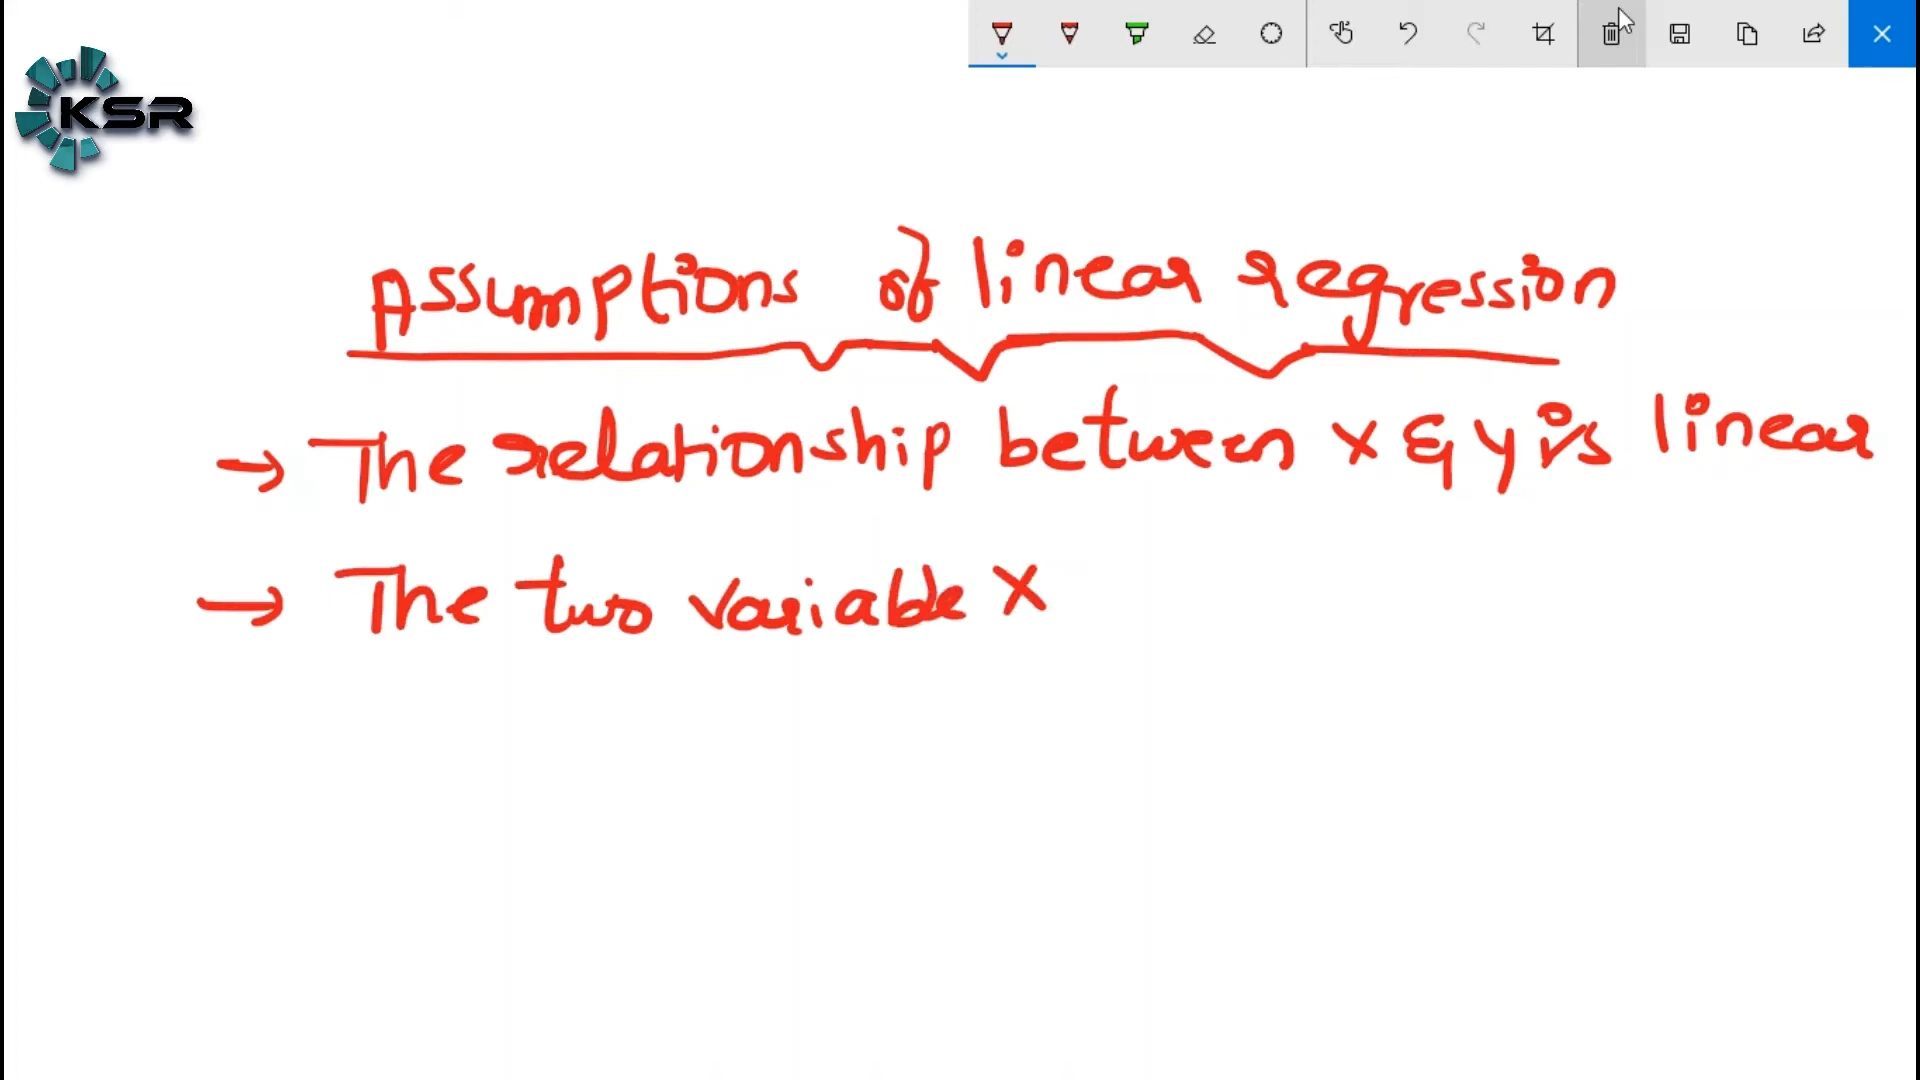 KSR
Assumptions of linear regression
→ The relationship between x & y is linear
→ The two variable x